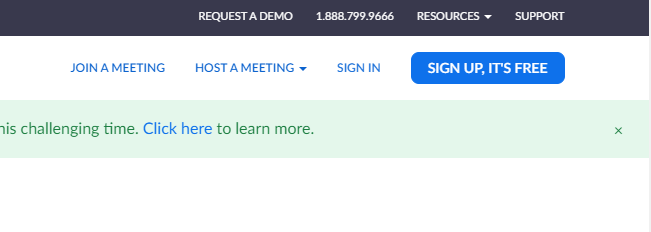 REQUEST A DEMO 1.888.799.9666 RESOURCES SUPPORT
JOIN A MEETING HOST A MEETING SIGN IN SIGN UP, IT'S FREE
his challenging time. Click here to learn more. ×